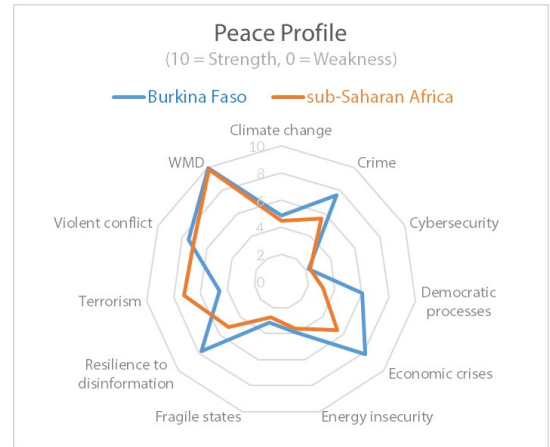 Peace Profile
(10 = Strength, 0 = Weakness)
Burkina Faso sub-Saharan Africa
Climate change
10
8
6
4
2
0
Crime
Cybersecurity
Democratic
processes
Economic crises
Energy insecurity
Fragile states
Resilience to
disinformation
Terrorism
Violent conflict
WMD